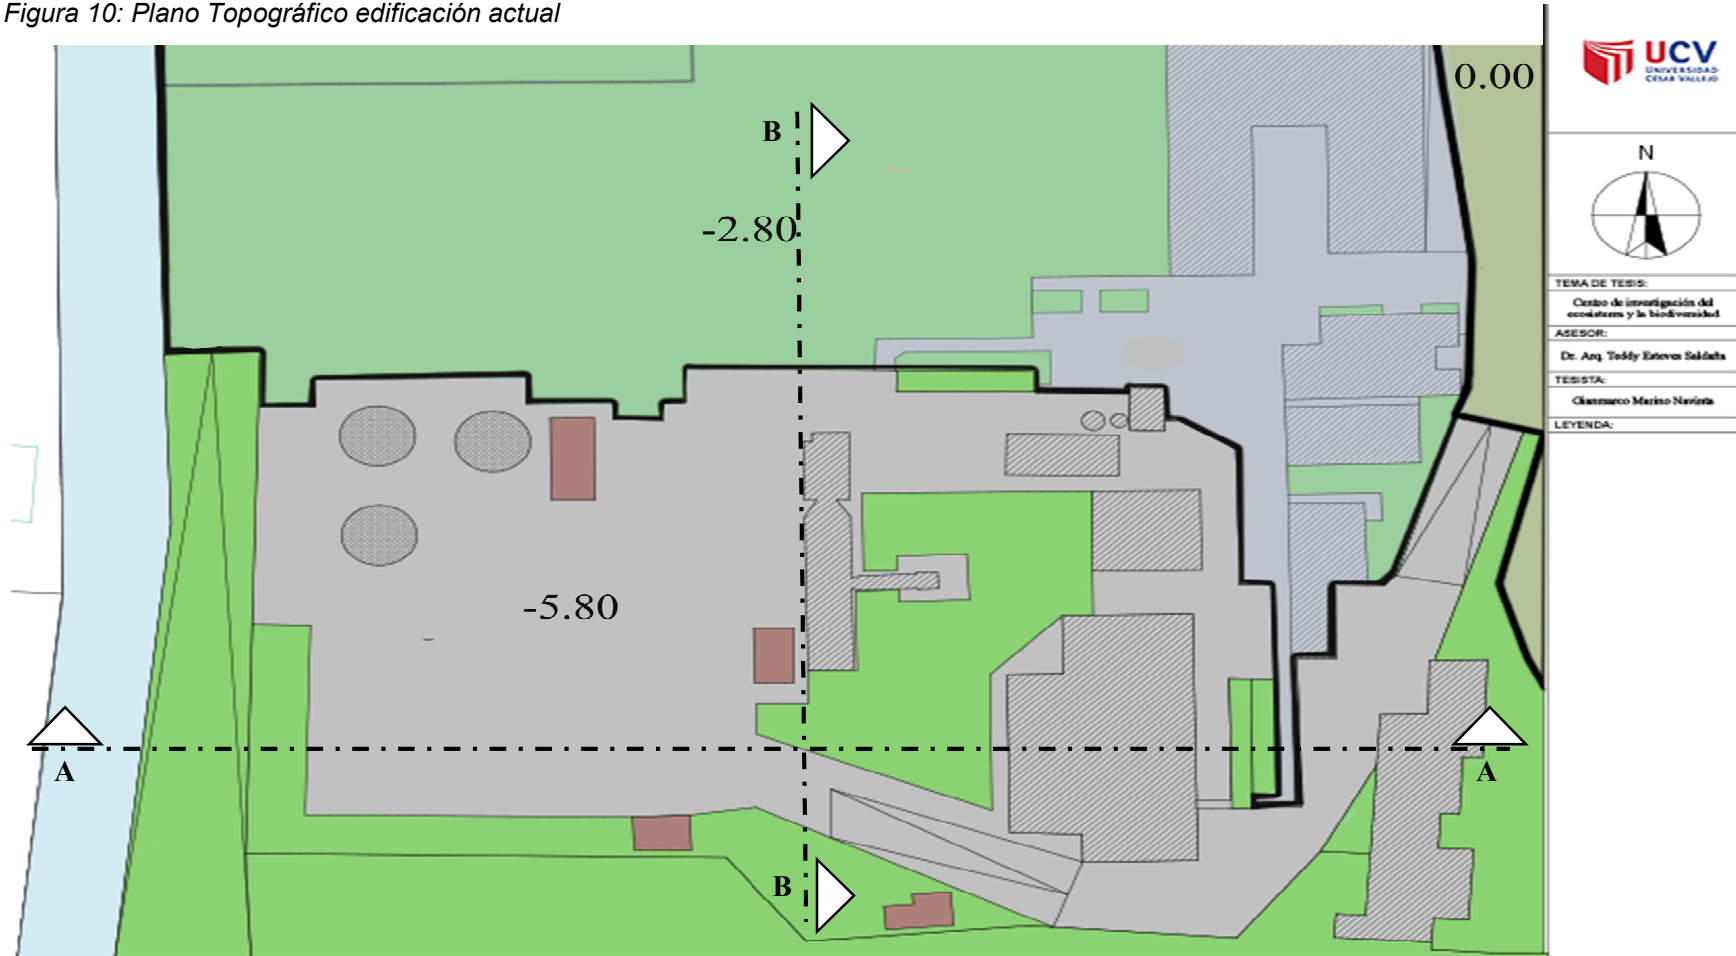 Figura 10: Plano Topográfico edificación actual
0.00
UCV
UNIVERSIDAD
CÉSAR VALLEJO
B
-2.80
N
TEMA DE TESIS:
Centro de investigación del
ecosistema y la biodiversidad
ASESOR:
Dr. Arq. Teddy Esteves Saldaña
TESISTA:
Gianmarco Marino Navinta
LEYENDA:
-5.80
A
A
B